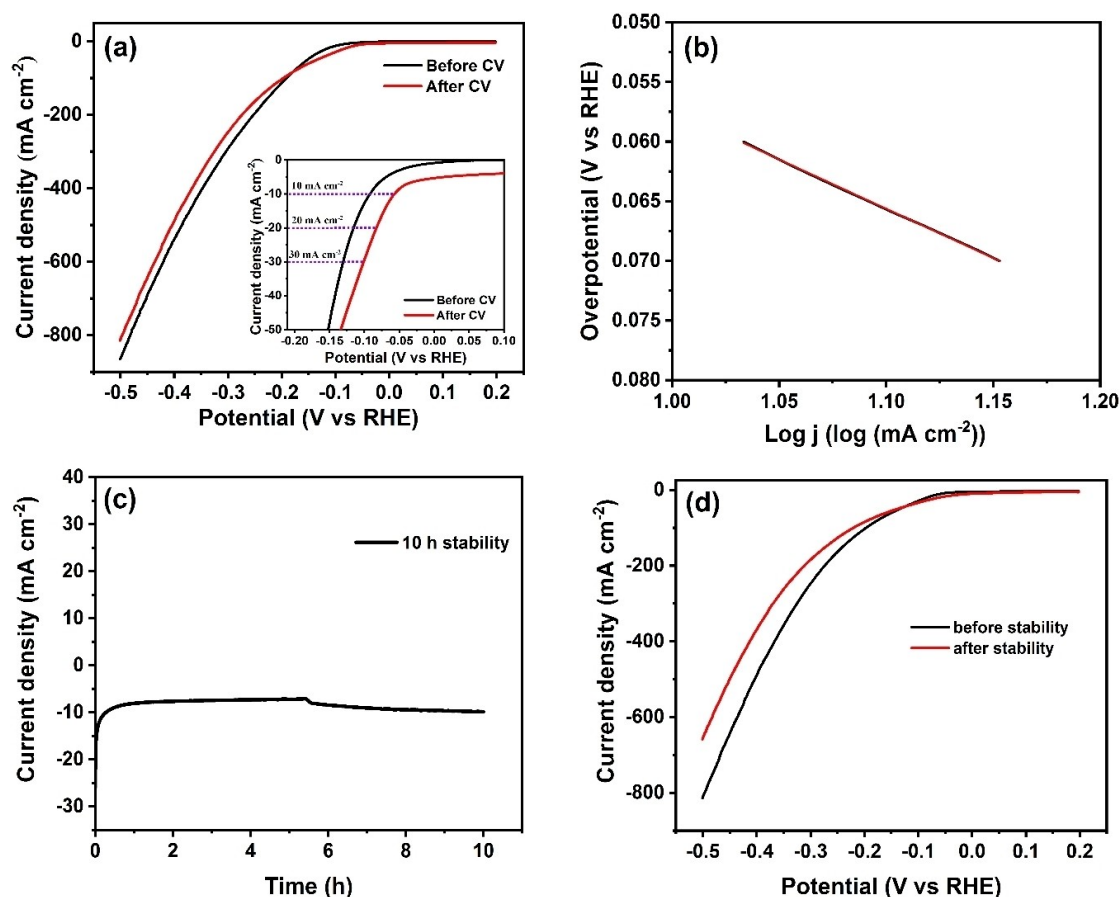 (a)
Before CV
After CV
Current density (mA cm⁻²)
0
-200
-400
-600
-800
-0.5 -0.4 -0.3 -0.2 -0.1 0.0 0.1 0.2
Potential (V vs RHE)
10 mA cm⁻²
20 mA cm⁻²
30 mA cm⁻²
Before CV
After CV
Current density (mA cm⁻²)
0
-10
-20
-30
-40
-50
-0.20 -0.15 -0.10 -0.05 0.00 0.05 0.10
Potential (V vs RHE)
(b)
Overpotential (V vs RHE)
0.050
0.055
0.060
0.065
0.070
0.075
0.080
1.00 1.05 1.10 1.15 1.20
Log j (log (mA cm⁻²))
(c)
10 h stability
Current density (mA cm⁻²)
40
30
20
10
0
-10
-20
-30
0 2 4 6 8 10
Time (h)
(d)
before stability
after stability
Current density (mA cm⁻²)
0
-200
-400
-600
-800
-0.5 -0.4 -0.3 -0.2 -0.1 0.0 0.1 0.2
Potential (V vs RHE)